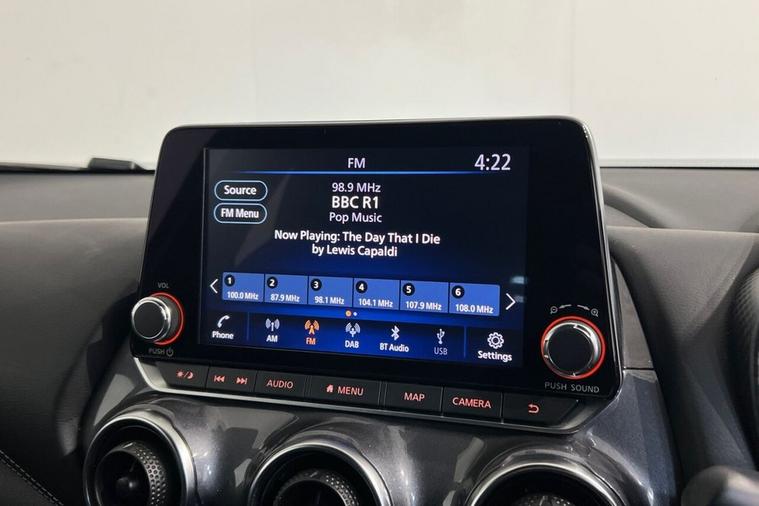 FM
4:22
Source
FM Menu
98.9 MHz
BBC R1
Pop Music
Now Playing: The Day That I Die
by Lewis Capaldi
1
100.0 MHz
2
87.9 MHz
3
98.1 MHz
4
104.1 MHz
5
107.9 MHz
6
108.0 MHz
Phone
AM
FM
DAB
BT Audio
USB
Settings
VOL
PUSH
PUSH SOUND
AUDIO
MENU
MAP
CAMERA